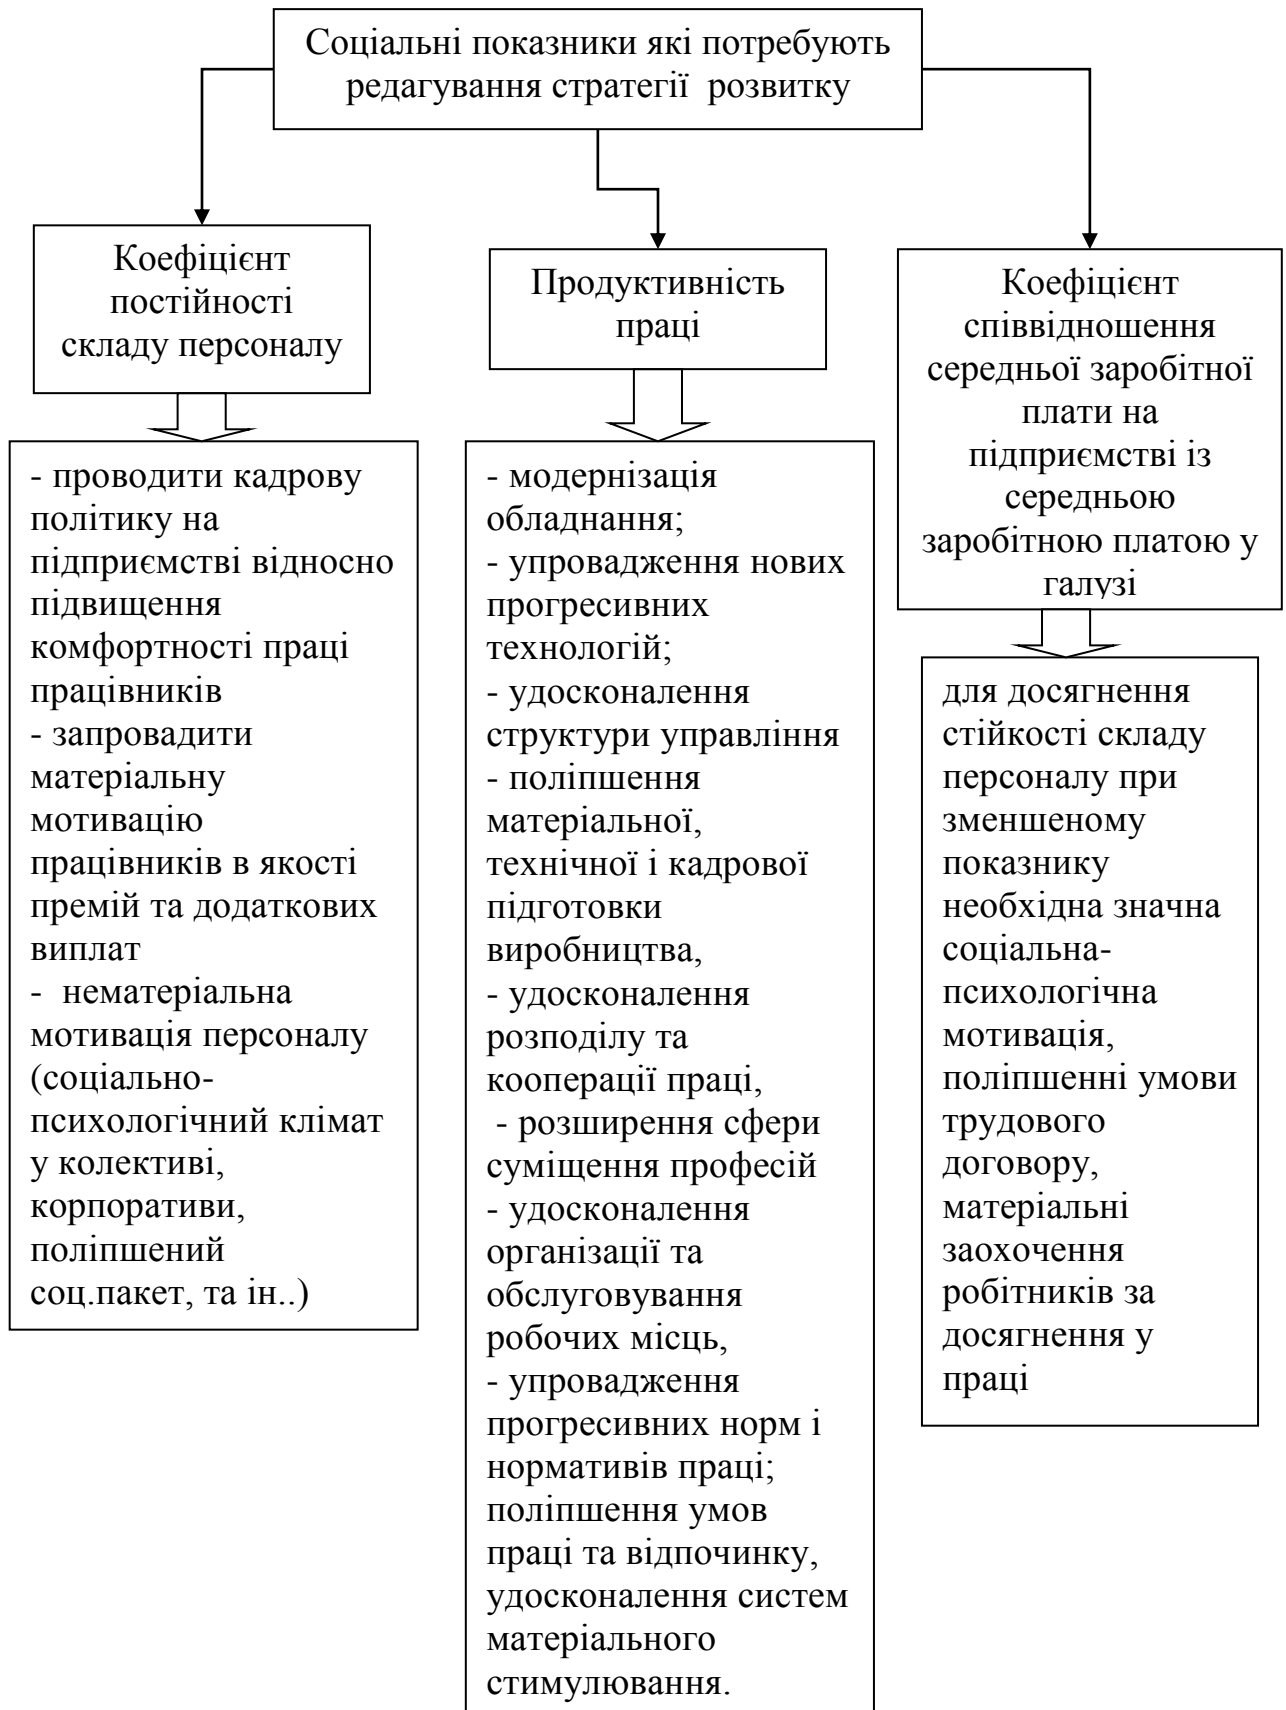 Соціальні показники які потребують
редагування стратегії розвитку
Коефіцієнт
постійності
складу персоналу
Продуктивність
праці
Коефіцієнт
співвідношення
середньої заробітної
плати на
підприємстві із
середньою
заробітною платою у
галузі
- проводити кадрову
політику на
підприємстві відносно
підвищення
комфортності праці
працівників
- запровадити
матеріальну
мотивацію
працівників в якості
премій та додаткових
виплат
- нематеріальна
мотивація персоналу
(соціально-
психологічний клімат
у колективі,
корпоративи,
поліпшений
соц.пакет, та ін..)
- модернізація
обладнання;
- упровадження нових
прогресивних
технологій;
- удосконалення
структури управління
- поліпшення
матеріальної,
технічної і кадрової
підготовки
виробництва,
- удосконалення
розподілу та
кооперації праці,
- розширення сфери
суміщення професій
- удосконалення
організації та
обслуговування
робочих місць,
- упровадження
прогресивних норм і
нормативів праці;
поліпшення умов
праці та відпочинку,
удосконалення систем
матеріального
стимулювання.
для досягнення
стійкості складу
персоналу при
зменшеному
показнику
необхідна значна
соціальна-
психологічна
мотивація,
поліпшенні умови
трудового
договору,
матеріальні
заохочення
робітників за
досягнення у
праці